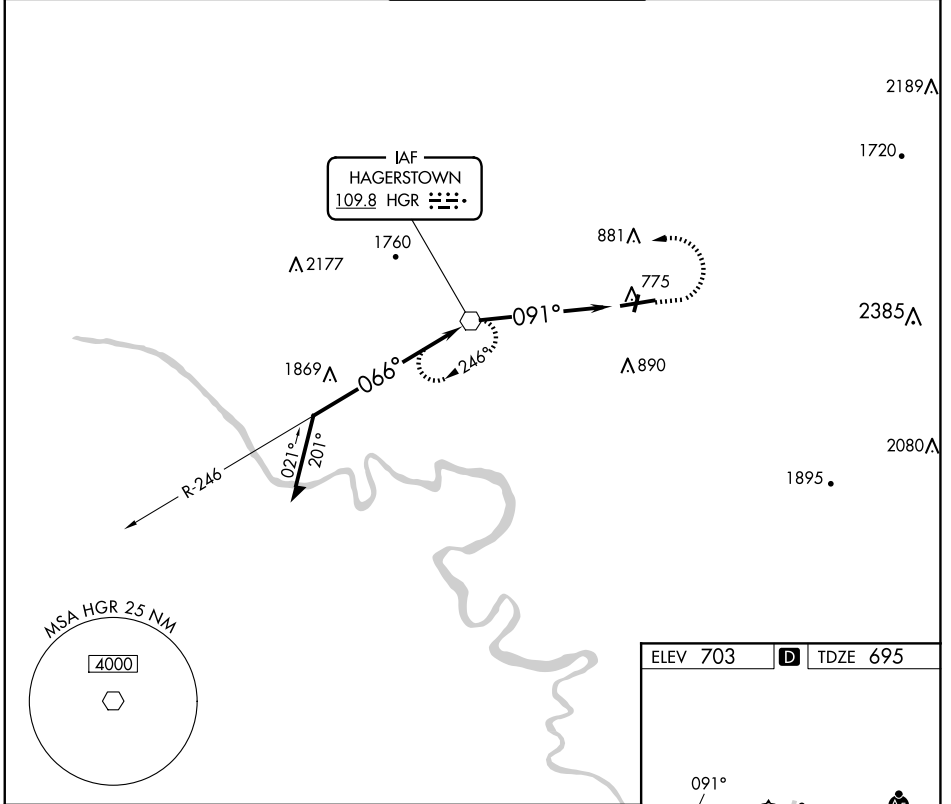 2189
1720
IAF
HAGERSTOWN
109.8 HGR
881
1760
2177
775
091°
2385
1869
066°
246°
890
021°
201°
R-246
2080
1895
MSA HGR 25 NM
4000
ELEV 703
D
TDZE 695
091°